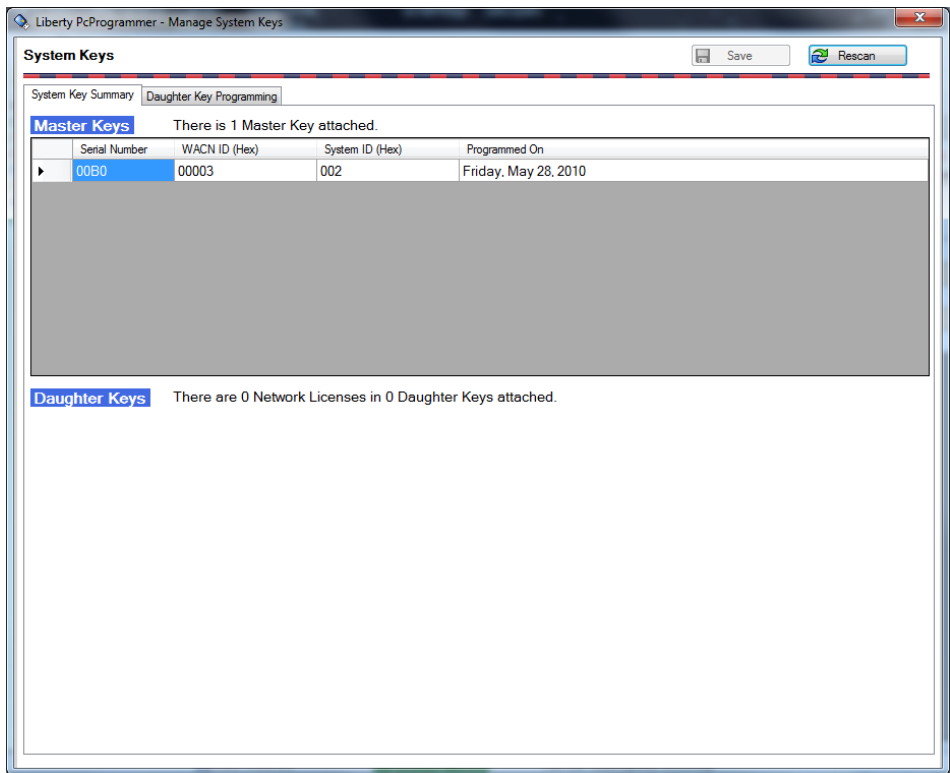 Liberty PcProgrammer - Manage System Keys
System Keys
Save
Rescan
System Key Summary Daughter Key Programming
Master Keys There is 1 Master Key attached.
Serial Number WACN ID (Hex) System ID (Hex) Programmed On
00B0 00003 002 Friday, May 28, 2010
Daughter Keys There are 0 Network Licenses in 0 Daughter Keys attached.